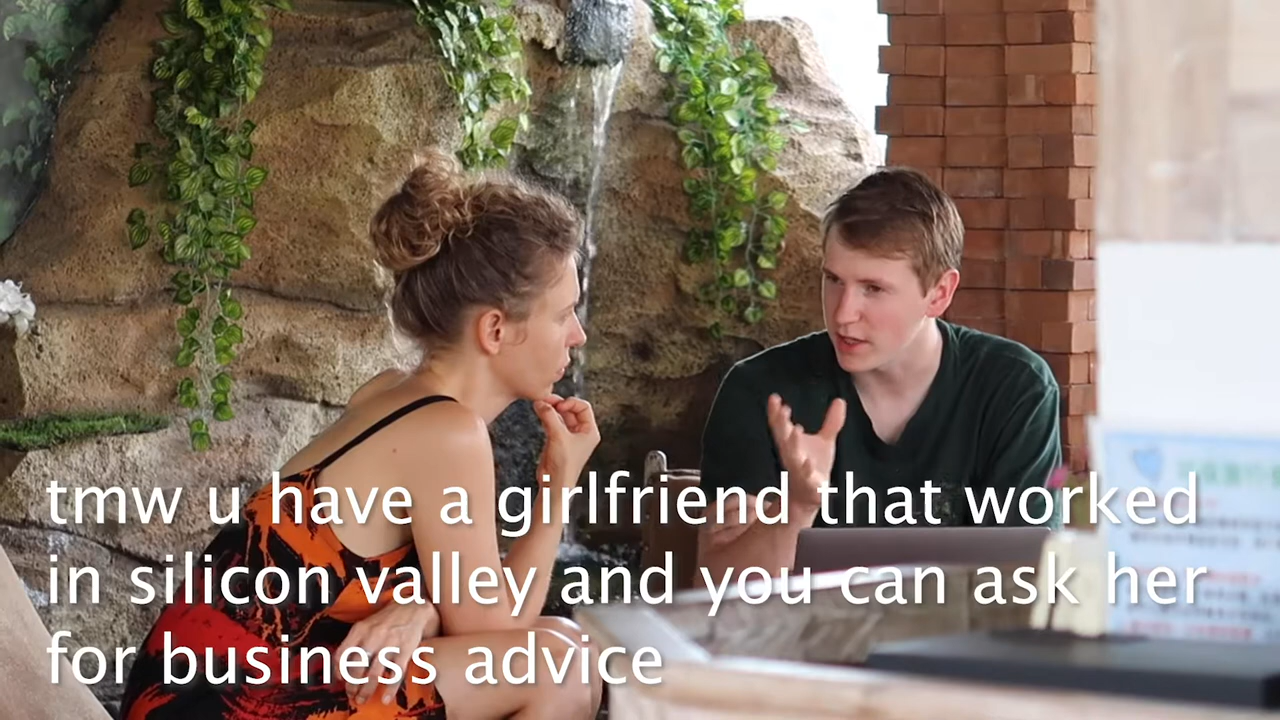 tmw u have a girlfriend that worked
in silicon valley and you can ask her
for business advice